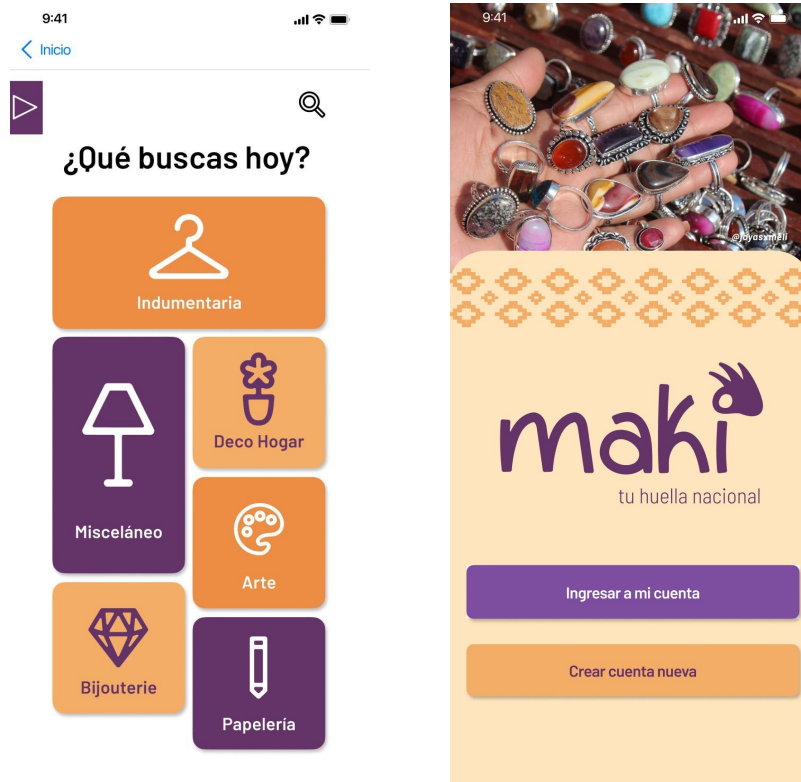 9:41
Inicio
¿Qué buscas hoy?
Indumentaria
Deco Hogar
Misceláneo
Arte
Bijouterie
Papelería
9:41
@joyasxmeli
maki
tu huella nacional
Ingresar a mi cuenta
Crear cuenta nueva